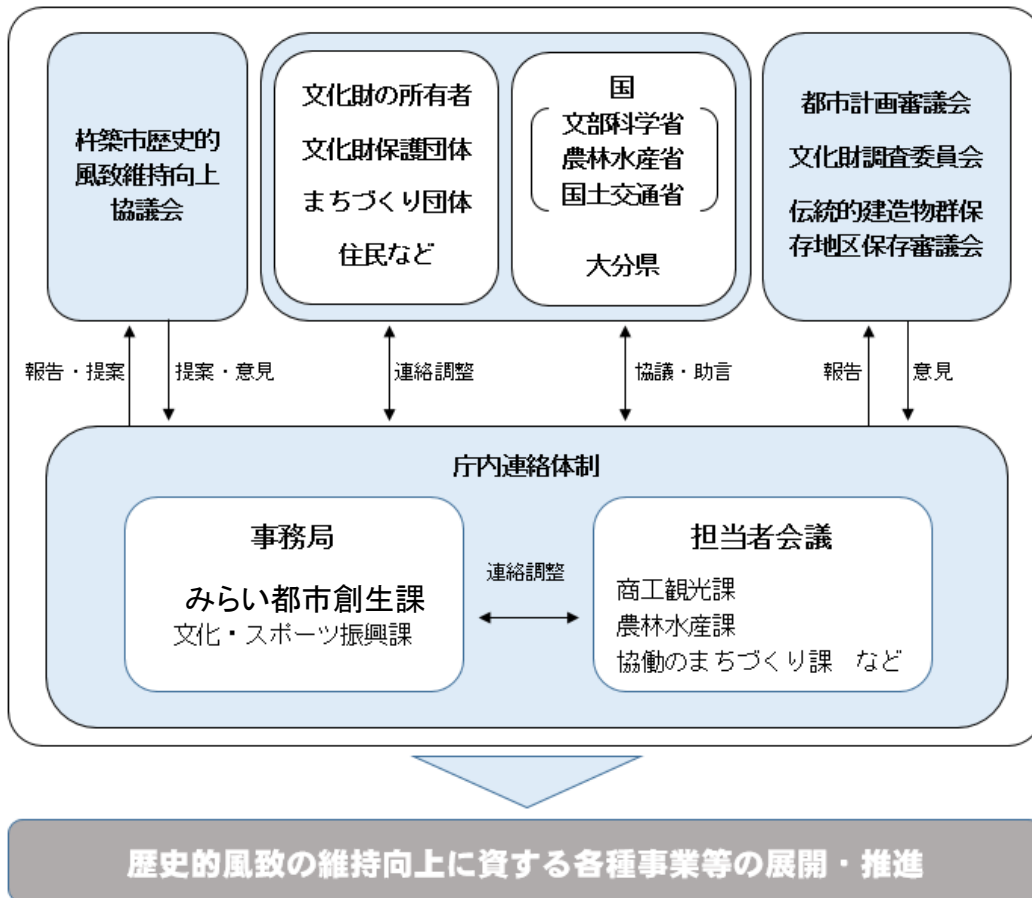 杵築市歴史的
風致維持向上
協議会
文化財の所有者
文化財保護団体
まちづくり団体
住民など
国
文部科学省
農林水産省
国土交通省
大分県
都市計画審議会
文化財調査委員会
伝統的建造物群保
存地区保存審議会
報告・提案
提案・意見
連絡調整
協議・助言
報告
意見
庁内連絡体制
事務局
みらい都市創生課
文化・スポーツ振興課
連絡調整
担当者会議
商工観光課
農林水産課
協働のまちづくり課　など
歴史的風致の維持向上に資する各種事業等の展開・推進